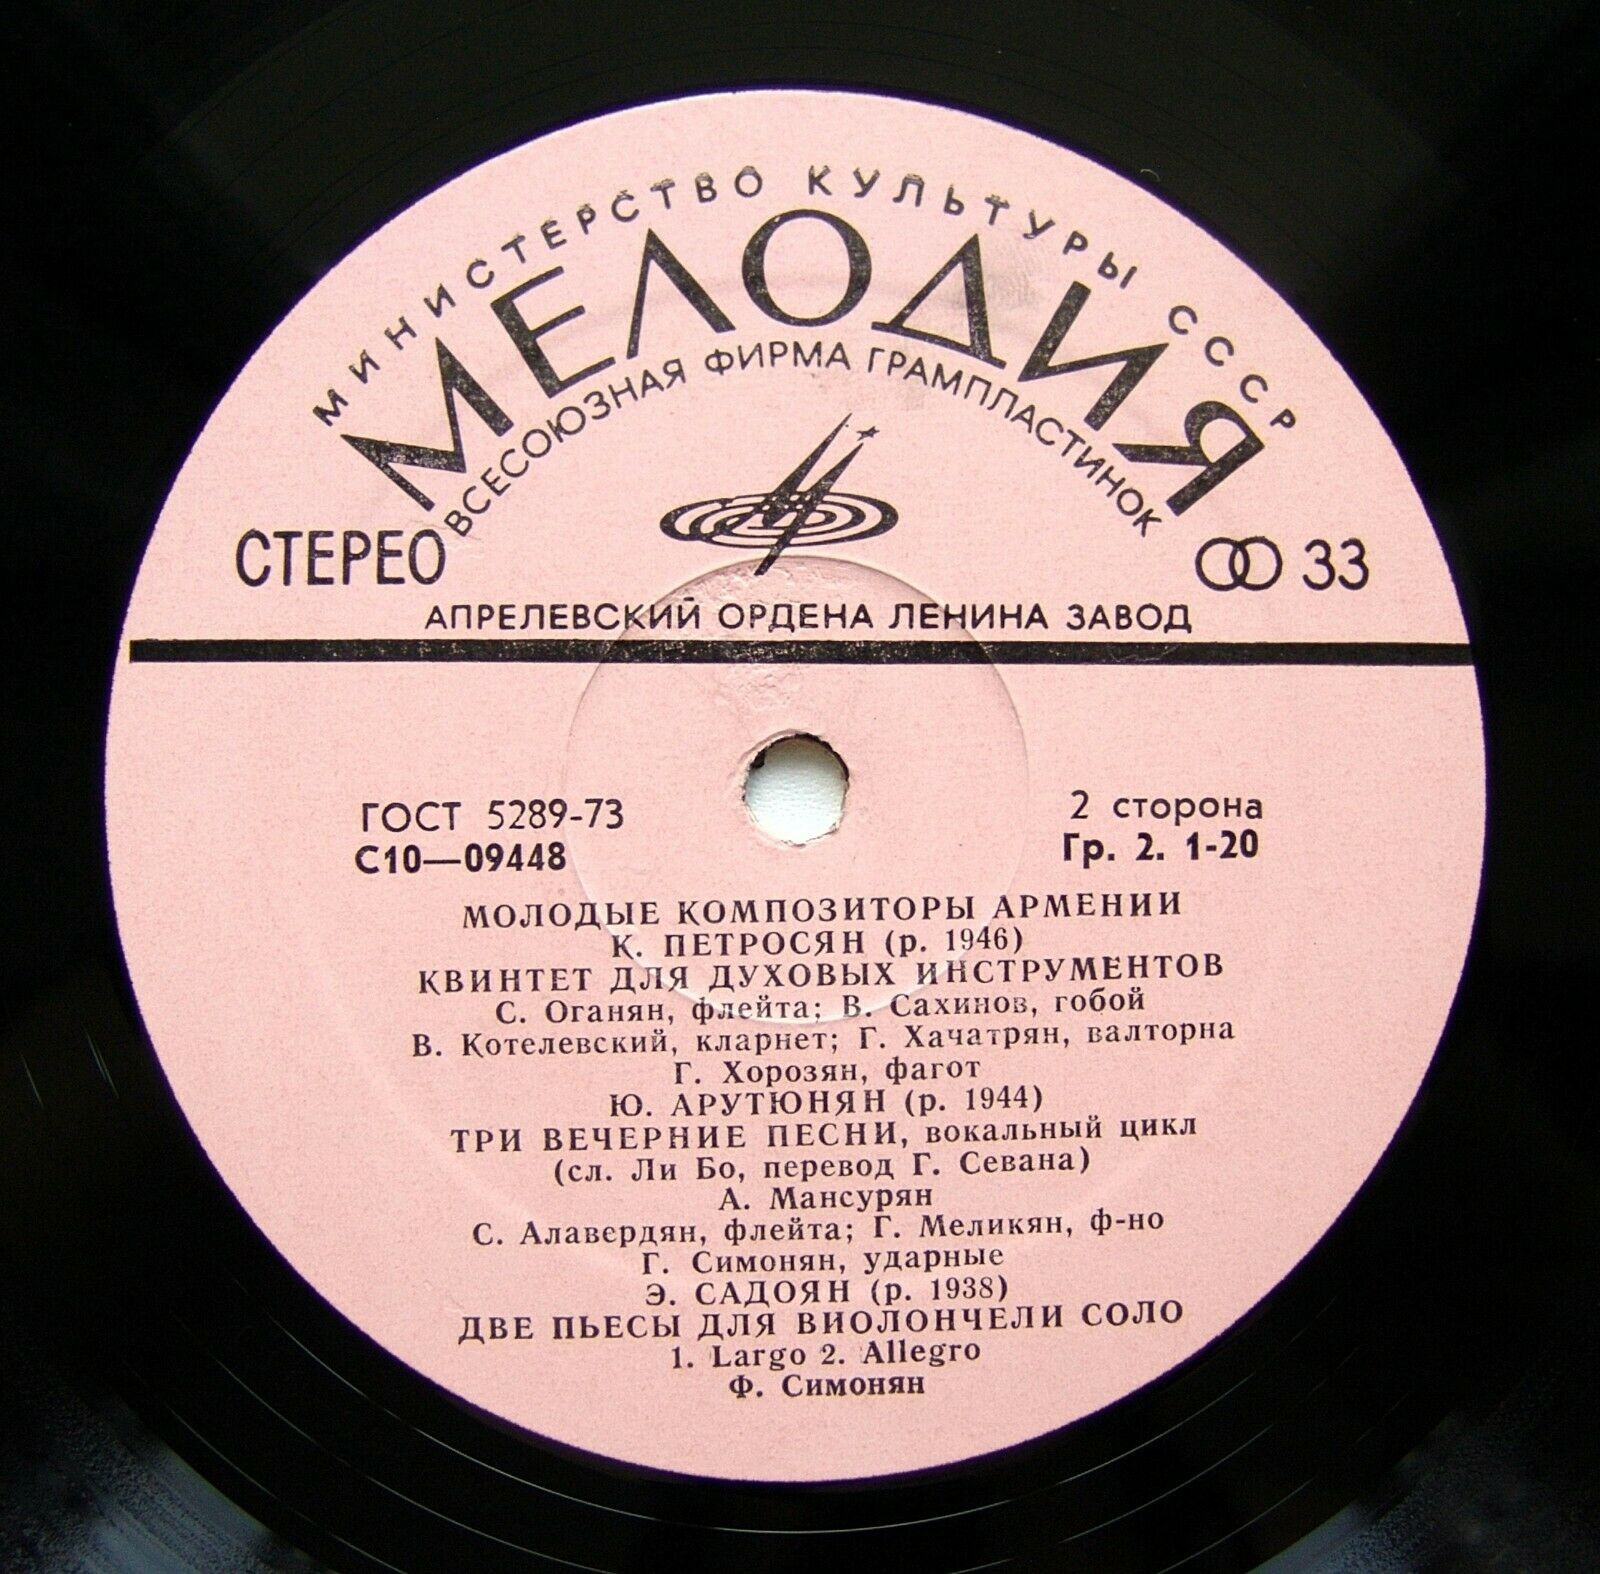 МИНИСТЕРСТВО КУЛЬТУРЫ СССР
МЕЛОДИЯ
ВСЕСОЮЗНАЯ ФИРМА ГРАМПЛАСТИНОК
СТЕРЕО 33
АПРЕЛЕВСКИЙ ОРДЕНА ЛЕНИНА ЗАВОД
ГОСТ 5289-73 2 сторона
С10—09448 Гр. 2. 1-20
МОЛОДЫЕ КОМПОЗИТОРЫ АРМЕНИИ
К. ПЕТРОСЯН (р. 1946)
КВИНТЕТ ДЛЯ ДУХОВЫХ ИНСТРУМЕНТОВ
С. Оганян, флейта; В. Сахинов, гобой
В. Котелевский, кларнет; Г. Хачатрян, валторна
Г. Хорозян, фагот
Ю. АРУТЮНЯН (р. 1944)
ТРИ ВЕЧЕРНИЕ ПЕСНИ, вокальный цикл
(сл. Ли Бо, перевод Г. Севана)
А. Мансурян
С. Алавердян, флейта; Г. Меликян, ф-но
Г. Симонян, ударные
Э. САДОЯН (р. 1938)
ДВЕ ПЬЕСЫ ДЛЯ ВИОЛОНЧЕЛИ СОЛО
1. Largo 2. Allegro
Ф. Симонян